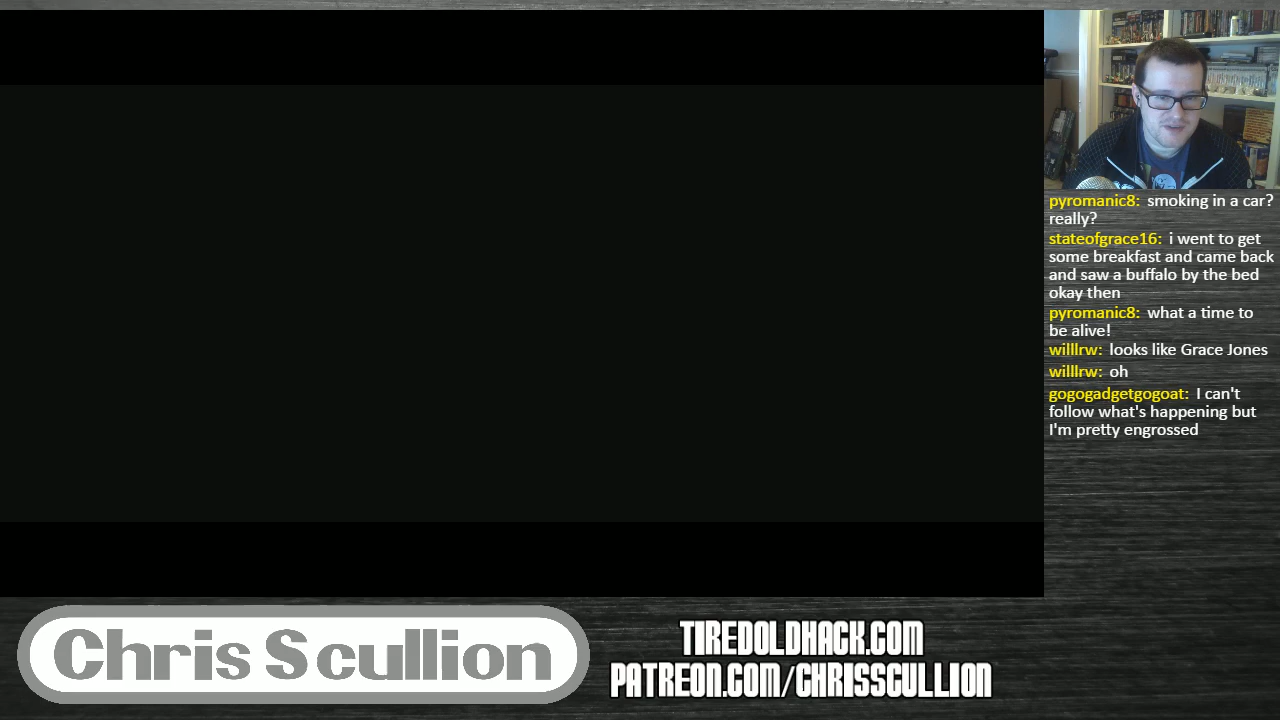 pyromanic8: smoking in a car?
really?
stateofgrace16: i went to get
some breakfast and came back
and saw a buffalo by the bed
okay then
pyromanic8: what a time to
be alive!
willlrw: looks like Grace Jones
willlrw: oh
gogogadgetgogoat: I can't
follow what's happening but
I'm pretty engrossed
Chris Scullion
TIREDOLDHACK.COM
PATREON.COM/CHRISSCULLION